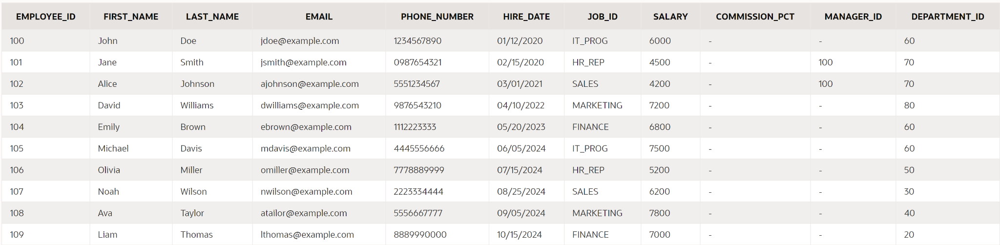 EMPLOYEE_ID FIRST_NAME LAST_NAME EMAIL PHONE_NUMBER HIRE_DATE JOB_ID SALARY COMMISSION_PCT MANAGER_ID DEPARTMENT_ID
100 John Doe jdoe@example.com 1234567890 01/12/2020 IT_PROG 6000 - - 60
101 Jane Smith jsmith@example.com 0987654321 02/15/2020 HR_REP 4500 - 100 70
102 Alice Johnson ajohnson@example.com 5551234567 03/01/2021 SALES 4200 - 100 70
103 David Williams dwilliams@example.com 9876543210 04/10/2022 MARKETING 7200 - - 80
104 Emily Brown ebrown@example.com 1112223333 05/20/2023 FINANCE 6800 - - 60
105 Michael Davis mdavis@example.com 4445556666 06/05/2024 IT_PROG 7500 - - 60
106 Olivia Miller omiller@example.com 7778889999 07/15/2024 HR_REP 5200 - - 50
107 Noah Wilson nwilson@example.com 2223334444 08/25/2024 SALES 6200 - - 30
108 Ava Taylor atailor@example.com 5556667777 09/05/2024 MARKETING 7800 - - 40
109 Liam Thomas lthomas@example.com 8889990000 10/15/2024 FINANCE 7000 - - 20